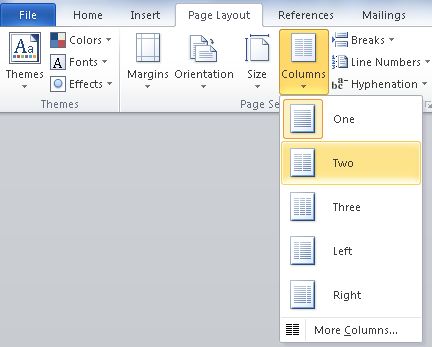 File Home Insert Page Layout References Mailings
Themes Colors Fonts Effects Margins Orientation Size Columns Breaks Line Numbers Hyphenation
Themes Page Se
One
Two
Three
Left
Right
More Columns...